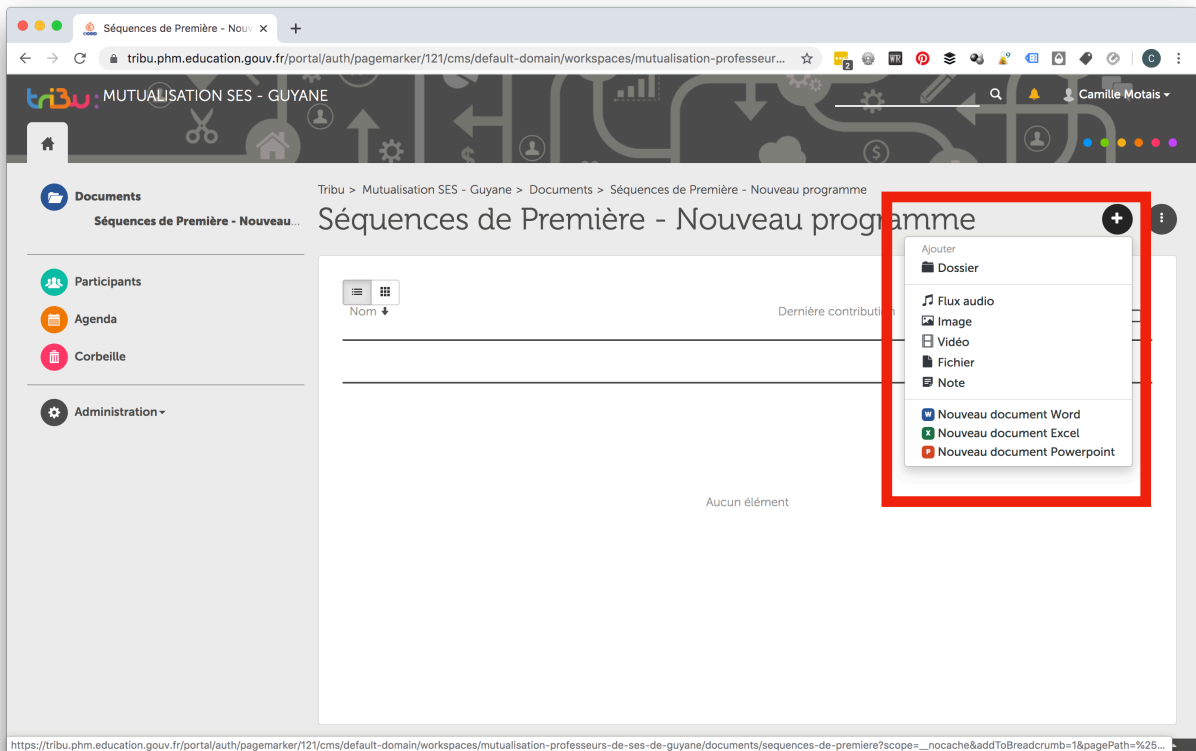 Séquences de Première - Nouv
tribu.phm.education.gouv.fr/portal/auth/pagemarker/121/cms/default-domain/workspaces/mutualisation-professeur...
2
WR
C
tri3u : MUTUALISATION SES - GUYANE
Camille Motais
Documents
Séquences de Première - Nouveau...
Participants
Agenda
Corbeille
Administration
Tribu > Mutualisation SES - Guyane > Documents > Séquences de Première - Nouveau programme
Séquences de Première - Nouveau programme
Nom
Dernière contribution
Aucun élément
Ajouter
Dossier
Flux audio
Image
Vidéo
Fichier
Note
Nouveau document Word
Nouveau document Excel
Nouveau document Powerpoint
https://tribu.phm.education.gouv.fr/portal/auth/pagemarker/121/cms/default-domain/workspaces/mutualisation-professeurs-de-ses-de-guyane/documents/sequences-de-premiere?scope=__nocache&addToBreadcrumb=1&pagePath=%25...